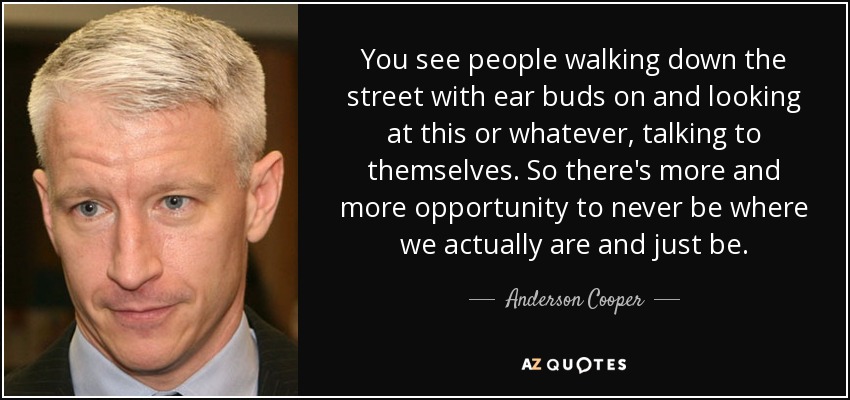 You see people walking down the
street with ear buds on and looking
at this or whatever, talking to
themselves. So there's more and
more opportunity to never be where
we actually are and just be.
Anderson Cooper
AZ QUOTES